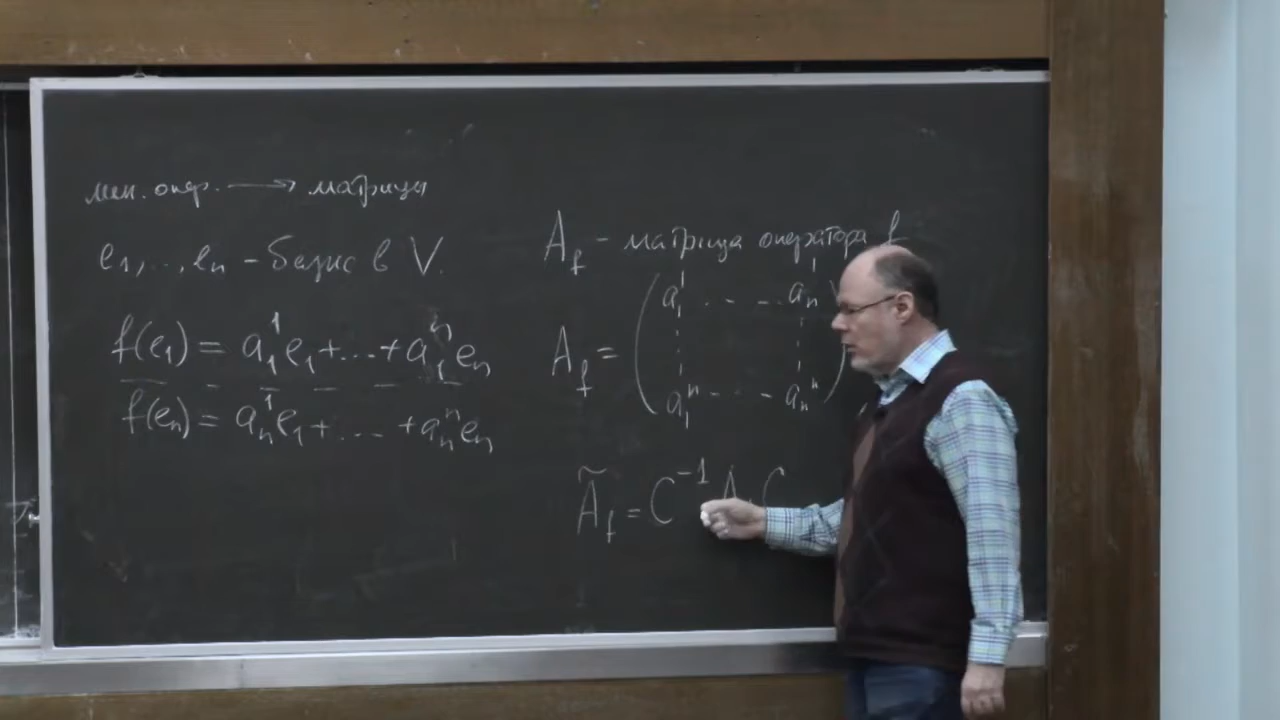 лин. опер. → матрица
e₁,..,eₙ – базис в V.
f(e₁) = a₁¹e₁+...+a₁ⁿeₙ
f(eₙ) = aₙ¹e₁+... +aₙⁿeₙ
A_f – матрица оператора f
A_f = ( a₁¹ . . . . aₙ¹ )
a₁ⁿ . . . aₙⁿ
Ã_f = C⁻¹ A_f C